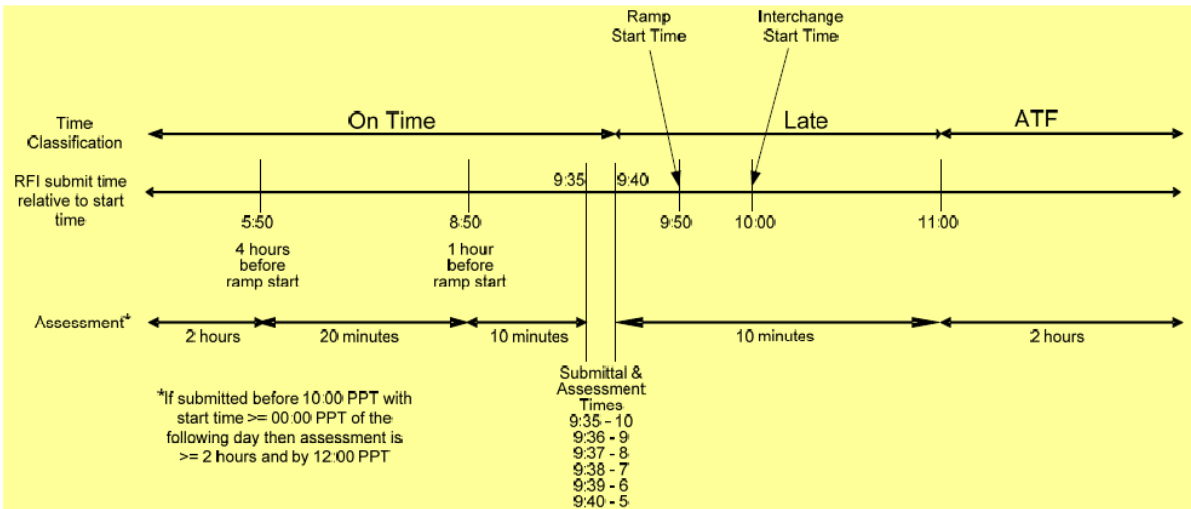 Ramp
Start Time
Interchange
Start Time
Time
Classification
On Time
Late
ATF
RFI submit time
relative to start
time
9:35
9:40
5:50
8:50
9:50
10:00
11:00
4 hours
before
ramp start
1 hour
before
ramp start
Assessment*
2 hours
20 minutes
10 minutes
10 minutes
2 hours
Submittal &
Assessment
Times
9:35 - 10
9:36 - 9
9:37 - 8
9:38 - 7
9:39 - 6
9:40 - 5
*If submitted before 10:00 PPT with
start time >= 00:00 PPT of the
following day then assessment is
>= 2 hours and by 12:00 PPT